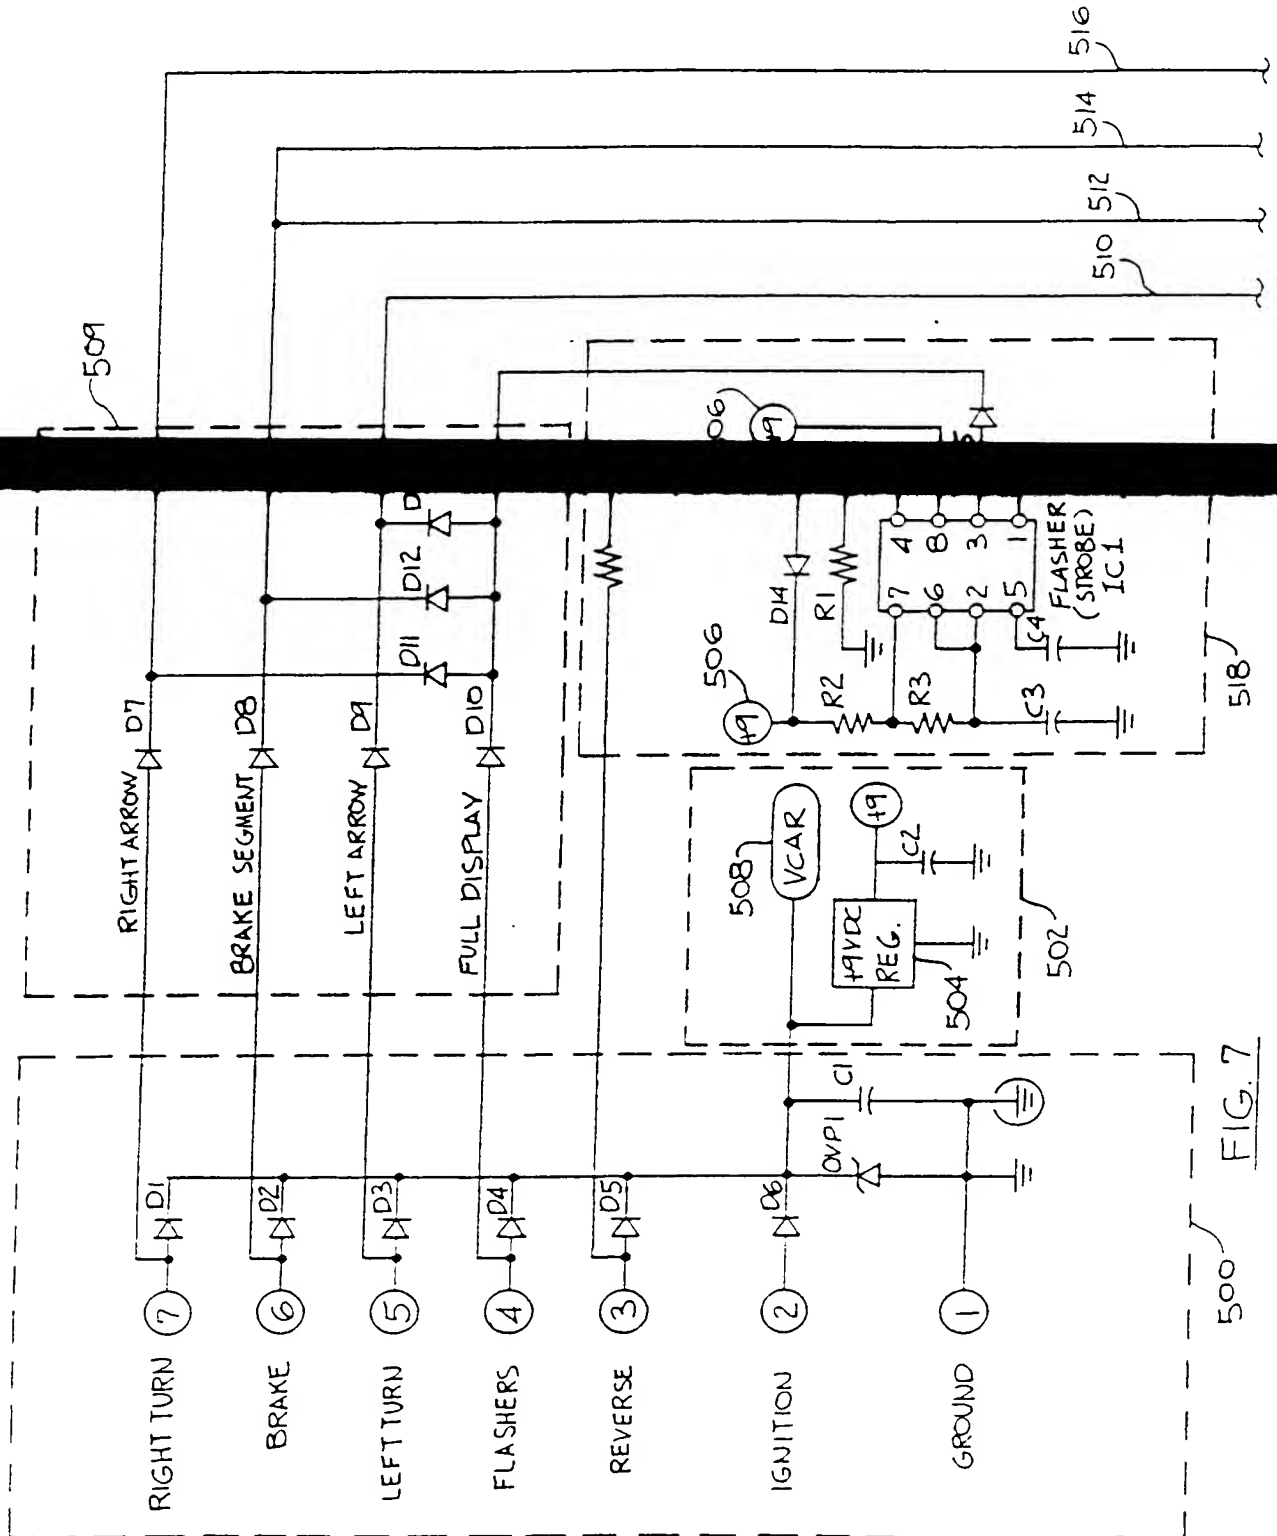 RIGHT TURN
BRAKE
LEFT TURN
FLASHERS
REVERSE
IGNITION
GROUND
7
6
5
4
3
2
1
D1
D2
D3
D4
D5
D6
OVP1
C1
500
FIG. 7
RIGHT ARROW
BRAKE SEGMENT
LEFT ARROW
FULL DISPLAY
D7
D8
D9
D10
D11
D12
D
509
508
VCAR
+9VDC
REG.
504
+9
C2
502
506
+9
R2
R3
C3
D14
R1
C4
7
6
2
5
4
8
3
1
FLASHER
(STROBE)
IC1
518
06
+9
510
512
514
516